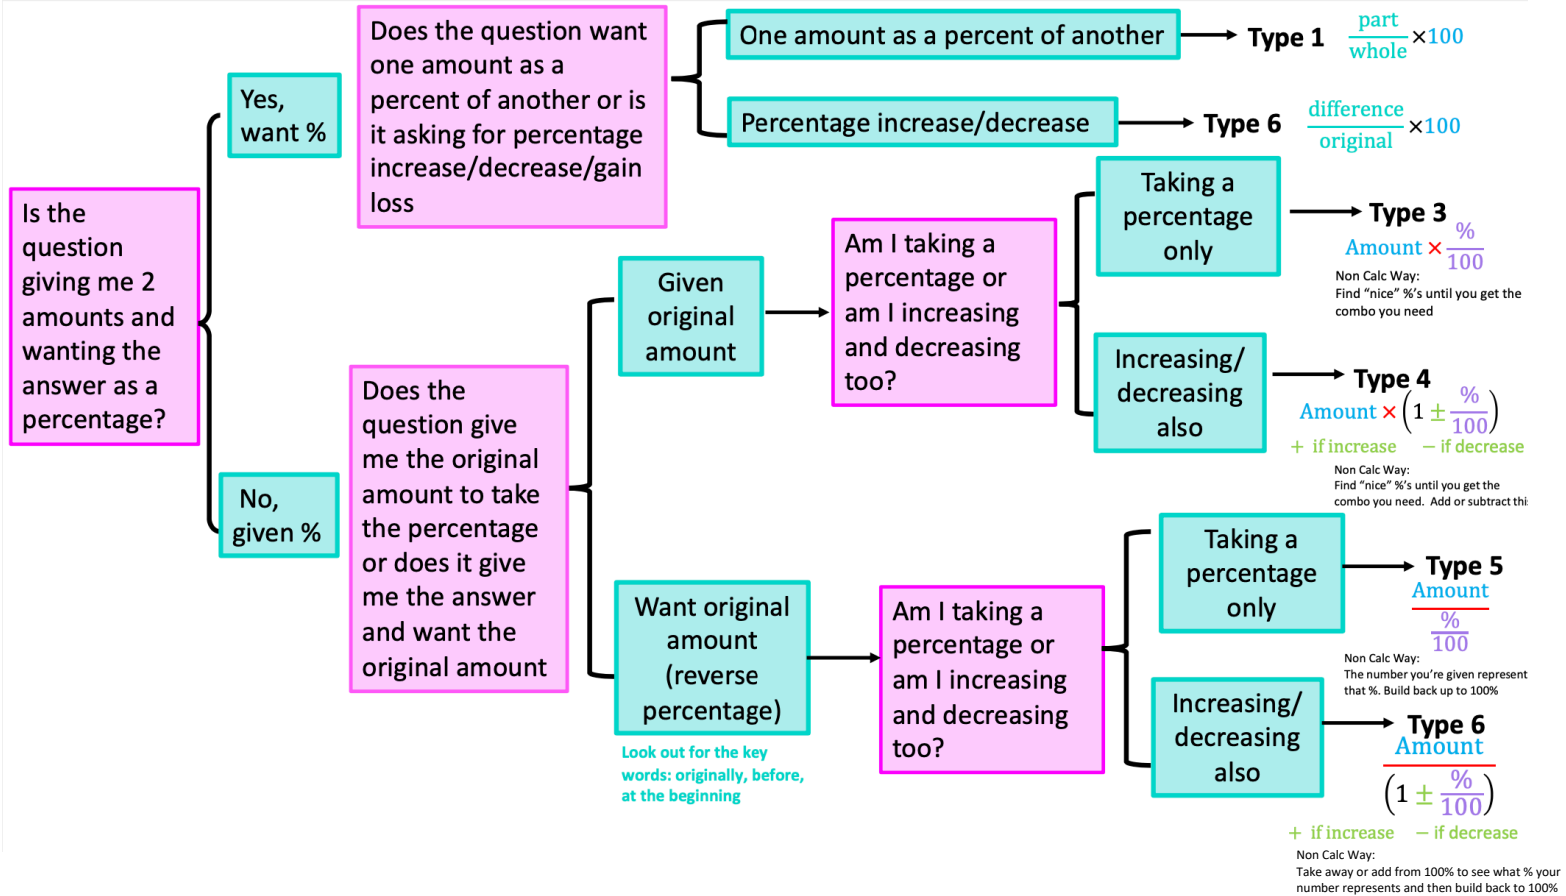 Is the
question
giving me 2
amounts and
wanting the
answer as a
percentage?
Yes,
want %
Does the question want
one amount as a
percent of another or is
it asking for percentage
increase/decrease/gain
loss
One amount as a percent of another
Type 1
part
whole
×100
Percentage increase/decrease
Type 6
difference
original
×100
No,
given %
Does the
question give
me the original
amount to take
the percentage
or does it give
me the answer
and want the
original amount
Given
original
amount
Am I taking a
percentage or
am I increasing
and decreasing
too?
Taking a
percentage
only
Type 3
Amount × %
100
Non Calc Way:
Find “nice” %’s until you get the
combo you need
Increasing/
decreasing
also
Type 4
Amount × (1 ± %
100)
+ if increase − if decrease
Non Calc Way:
Find “nice” %’s until you get the
combo you need. Add or subtract this
Want original
amount
(reverse
percentage)
Look out for the key
words: originally, before,
at the beginning
Am I taking a
percentage or
am I increasing
and decreasing
too?
Taking a
percentage
only
Type 5
Amount
%
100
Non Calc Way:
The number you’re given represent
that %. Build back up to 100%
Increasing/
decreasing
also
Type 6
Amount
(1 ± %
100)
+ if increase − if decrease
Non Calc Way:
Take away or add from 100% to see what % your
number represents and then build back to 100%